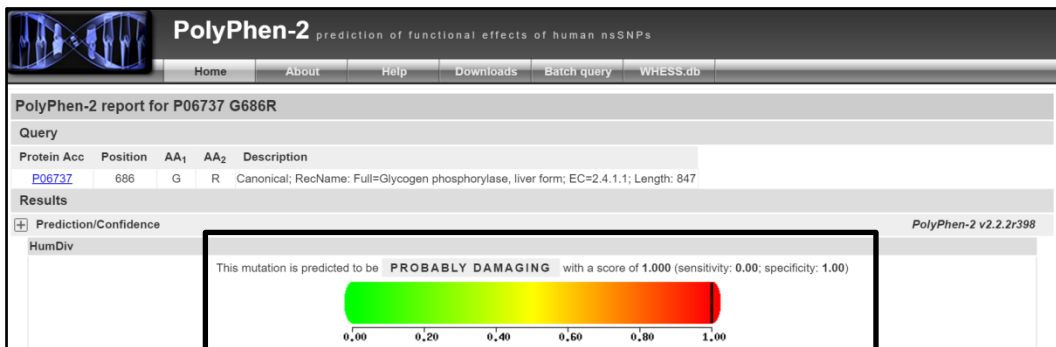 PolyPhen-2 prediction of functional effects of human nsSNPs
Home About Help Downloads Batch query WHESS.db
PolyPhen-2 report for P06737 G686R
Query
Protein Acc Position AA1 AA2 Description
P06737 686 G R Canonical; RecName: Full=Glycogen phosphorylase, liver form; EC=2.4.1.1; Length: 847
Results
+ Prediction/Confidence PolyPhen-2 v2.2.2r398
HumDiv
This mutation is predicted to be PROBABLY DAMAGING with a score of 1.000 (sensitivity: 0.00; specificity: 1.00)
0.00 0.20 0.40 0.60 0.80 1.00